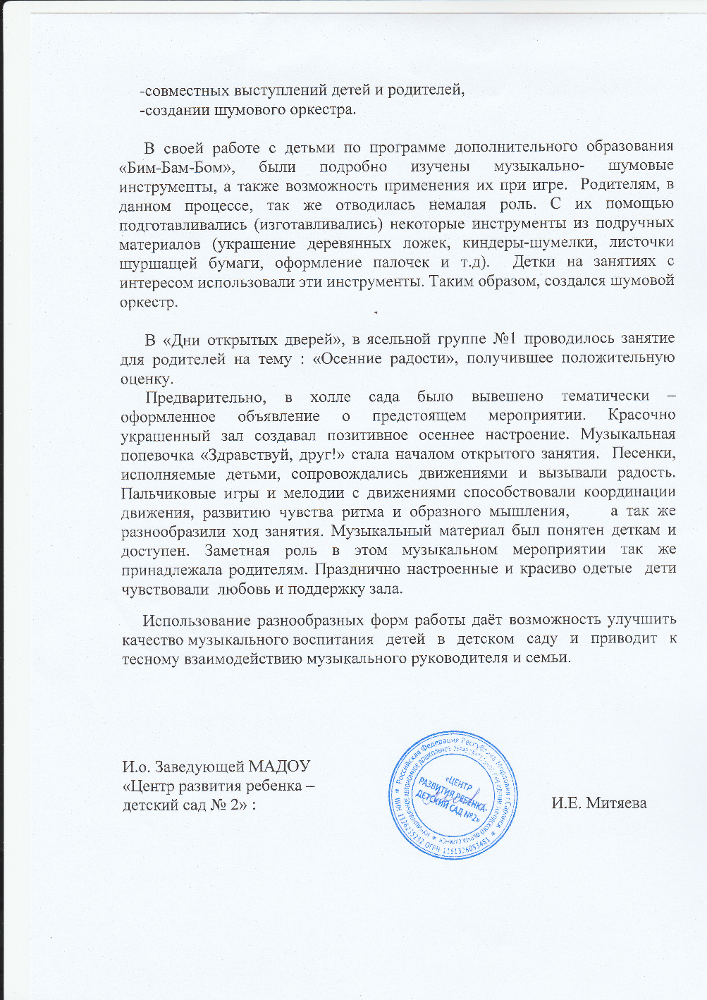 -совместных выступлений детей и родителей,
-создании шумового оркестра.
В своей работе с детьми по программе дополнительного образования
«Бим-Бам-Бом», были подробно изучены музыкально- шумовые
инструменты, а также возможность применения их при игре. Родителям, в
данном процессе, так же отводилась немалая роль. С их помощью
подготавливались (изготавливались) некоторые инструменты из подручных
материалов (украшение деревянных ложек, киндеры-шумелки, листочки
шуршащей бумаги, оформление палочек и т.д). Детки на занятиях с
интересом использовали эти инструменты. Таким образом, создался шумовой
оркестр.
В «Дни открытых дверей», в ясельной группе №1 проводилось занятие
для родителей на тему : «Осенние радости», получившее положительную
оценку.
Предварительно, в холле сада было вывешено тематически –
оформленное объявление о предстоящем мероприятии. Красочно
украшенный зал создавал позитивное осеннее настроение. Музыкальная
попевочка «Здравствуй, друг!» стала началом открытого занятия. Песенки,
исполняемые детьми, сопровождались движениями и вызывали радость.
Пальчиковые игры и мелодии с движениями способствовали координации
движения, развитию чувства ритма и образного мышления, а так же
разнообразили ход занятия. Музыкальный материал был понятен деткам и
доступен. Заметная роль в этом музыкальном мероприятии так же
принадлежала родителям. Празднично настроенные и красиво одетые дети
чувствовали любовь и поддержку зала.
Использование разнообразных форм работы даёт возможность улучшить
качество музыкального воспитания детей в детском саду и приводит к
тесному взаимодействию музыкального руководителя и семьи.
И.о. Заведующей МАДОУ
«Центр развития ребенка –
детский сад № 2» :
И.Е. Митяева
Российская Федерация Республика Мордовия г.Саранск
«ЦЕНТР
РАЗВИТИЯ РЕБЕНКА-
ДЕТСКИЙ САД №2»